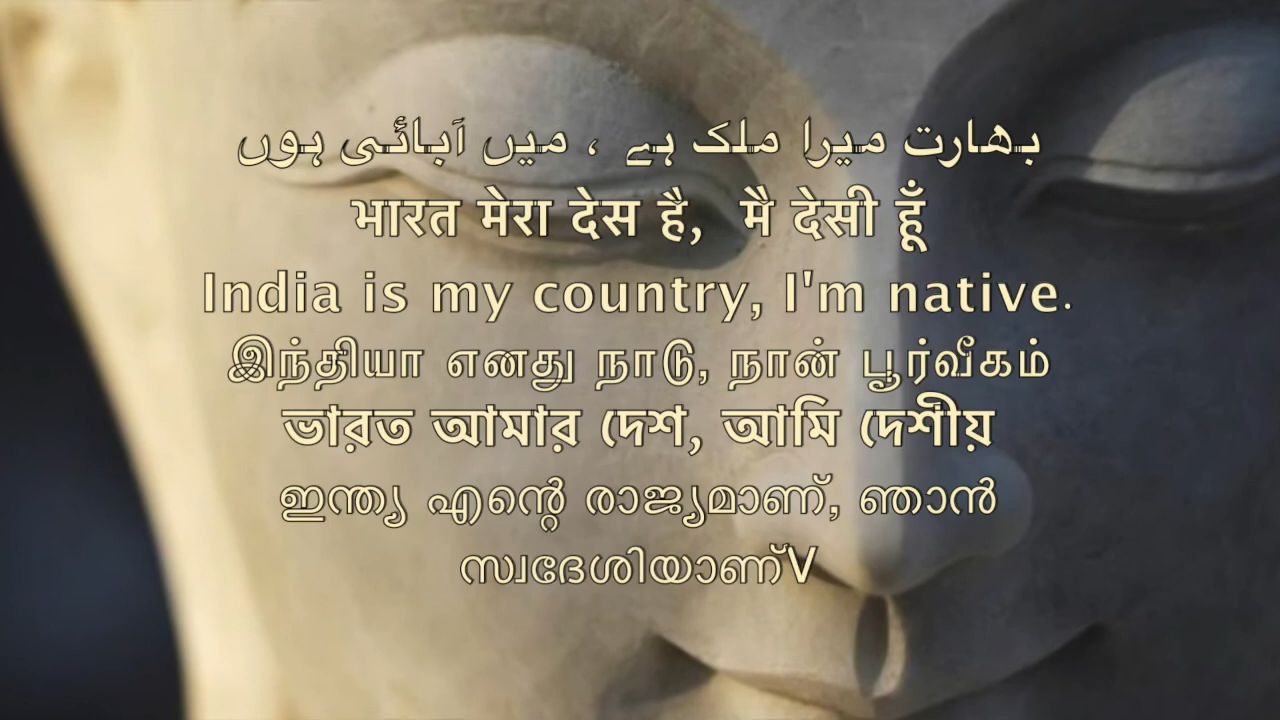 بھارت میرا ملک ہے ، میں آبائی ہوں
भारत मेरा देस है, मै देसी हूँ
India is my country, I'm native.
இந்தியா எனது நாடு, நான் பூர்வீகம்
ভারত আমার দেশ, আমি দেশীয়
ഇന്ത്യ എന്റെ രാജ്യമാണ്, ഞാൻ
സ്വദേശിയാണ്V